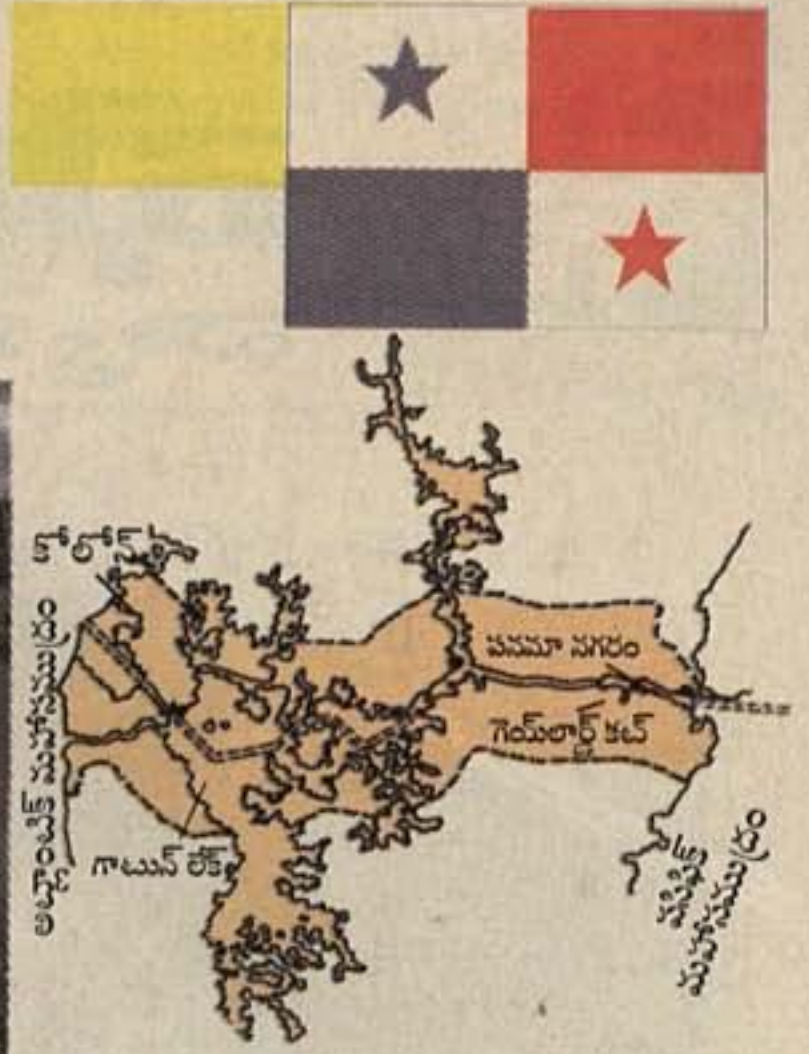 కోలోన్
అట్లాంటిక్ మహాసముద్రం
పనమా నగరం
గెయ్‌లార్డ్ కట్
గాటున్ లేక్
పసిఫిక్
మహాసముద్రం